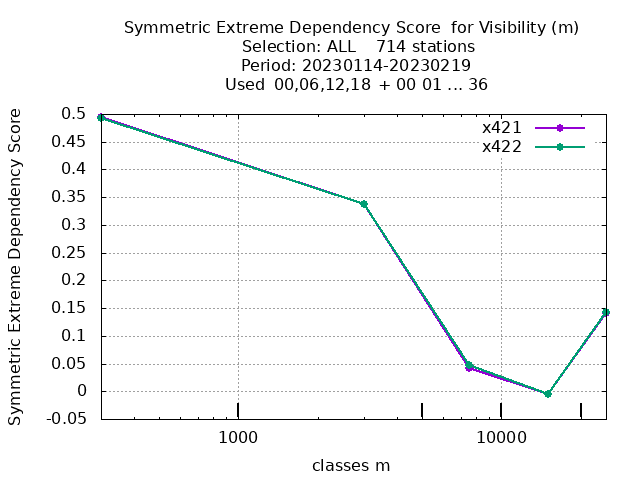 Symmetric Extreme Dependency Score  for Visibility (m)
Selection: ALL    714 stations
Period: 20230114-20230219
Used  00,06,12,18  + 00 01 ... 36
x421
x422
Symmetric Extreme Dependency Score
0.5
0.45
0.4
0.35
0.3
0.25
0.2
0.15
0.1
0.05
0
-0.05
1000
10000
classes m